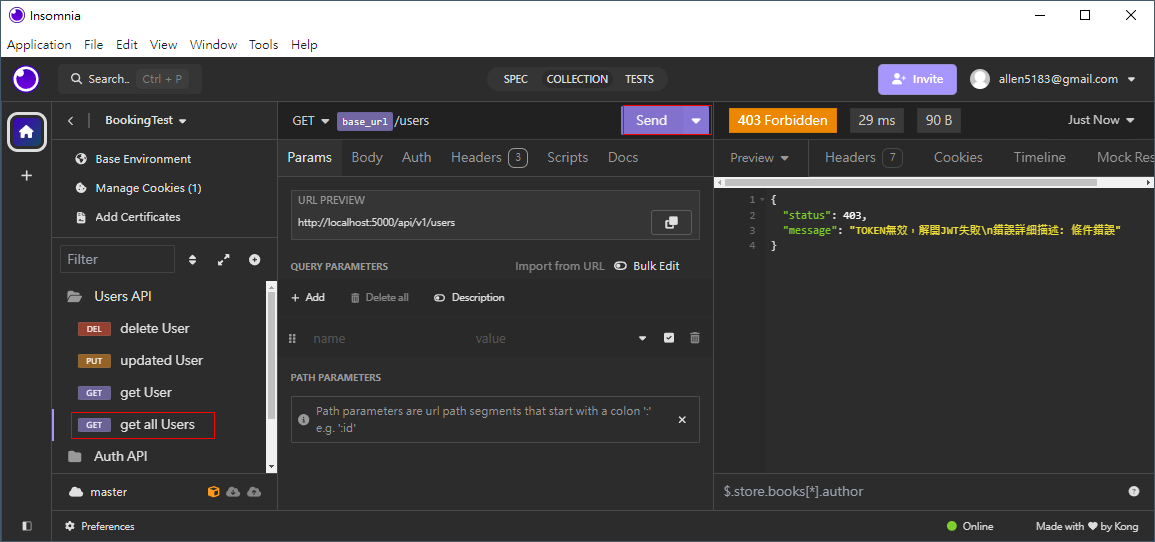 Insomnia
Application File Edit View Window Tools Help
Search.. Ctrl + P
SPEC COLLECTION TESTS
Invite
allen5183@gmail.com
BookingTest
Base Environment
Manage Cookies (1)
Add Certificates
Filter
Users API
DEL delete User
PUT updated User
GET get User
GET get all Users
Auth API
master
GET base_url /users
Send
Params Body Auth Headers 3 Scripts Docs
URL PREVIEW
http://localhost:5000/api/v1/users
QUERY PARAMETERS Import from URL Bulk Edit
+ Add Delete all Description
name value
PATH PARAMETERS
Path parameters are url path segments that start with a colon ':'
e.g. ':id'
403 Forbidden 29 ms 90 B Just Now
Preview Headers 7 Cookies Timeline Mock Res
1 {
2 "status": 403,
3 "message": "TOKEN無效，解開JWT失敗\n錯誤詳細描述: 條件錯誤"
4 }
$.store.books[*].author
Preferences
Online
Made with ♥ by Kong